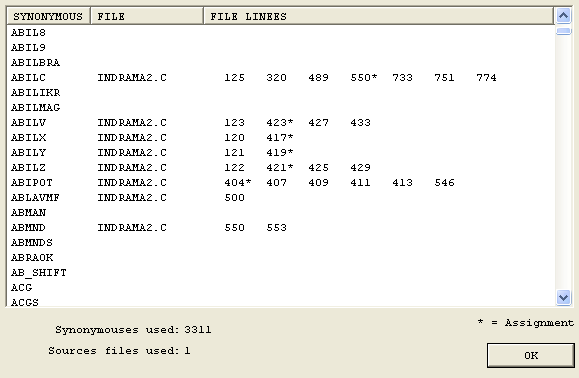 SYNONYMOUS FILE FILE LINEES
ABIL8
ABIL9
ABILBRA
ABILC INDRAMA2.C 125 320 489 550* 733 751 774
ABILIKR
ABILMAG
ABILV INDRAMA2.C 123 423* 427 433
ABILX INDRAMA2.C 120 417*
ABILY INDRAMA2.C 121 419*
ABILZ INDRAMA2.C 122 421* 425 429
ABIPOT INDRAMA2.C 404* 407 409 411 413 546
ABLAVMF INDRAMA2.C 500
ABMAN
ABMND INDRAMA2.C 550 553
ABMNDS
ABRAOK
AB_SHIFT
ACG
ACGS
* = Assignment
Synonymouses used: 3311
Sources files used: 1
OK